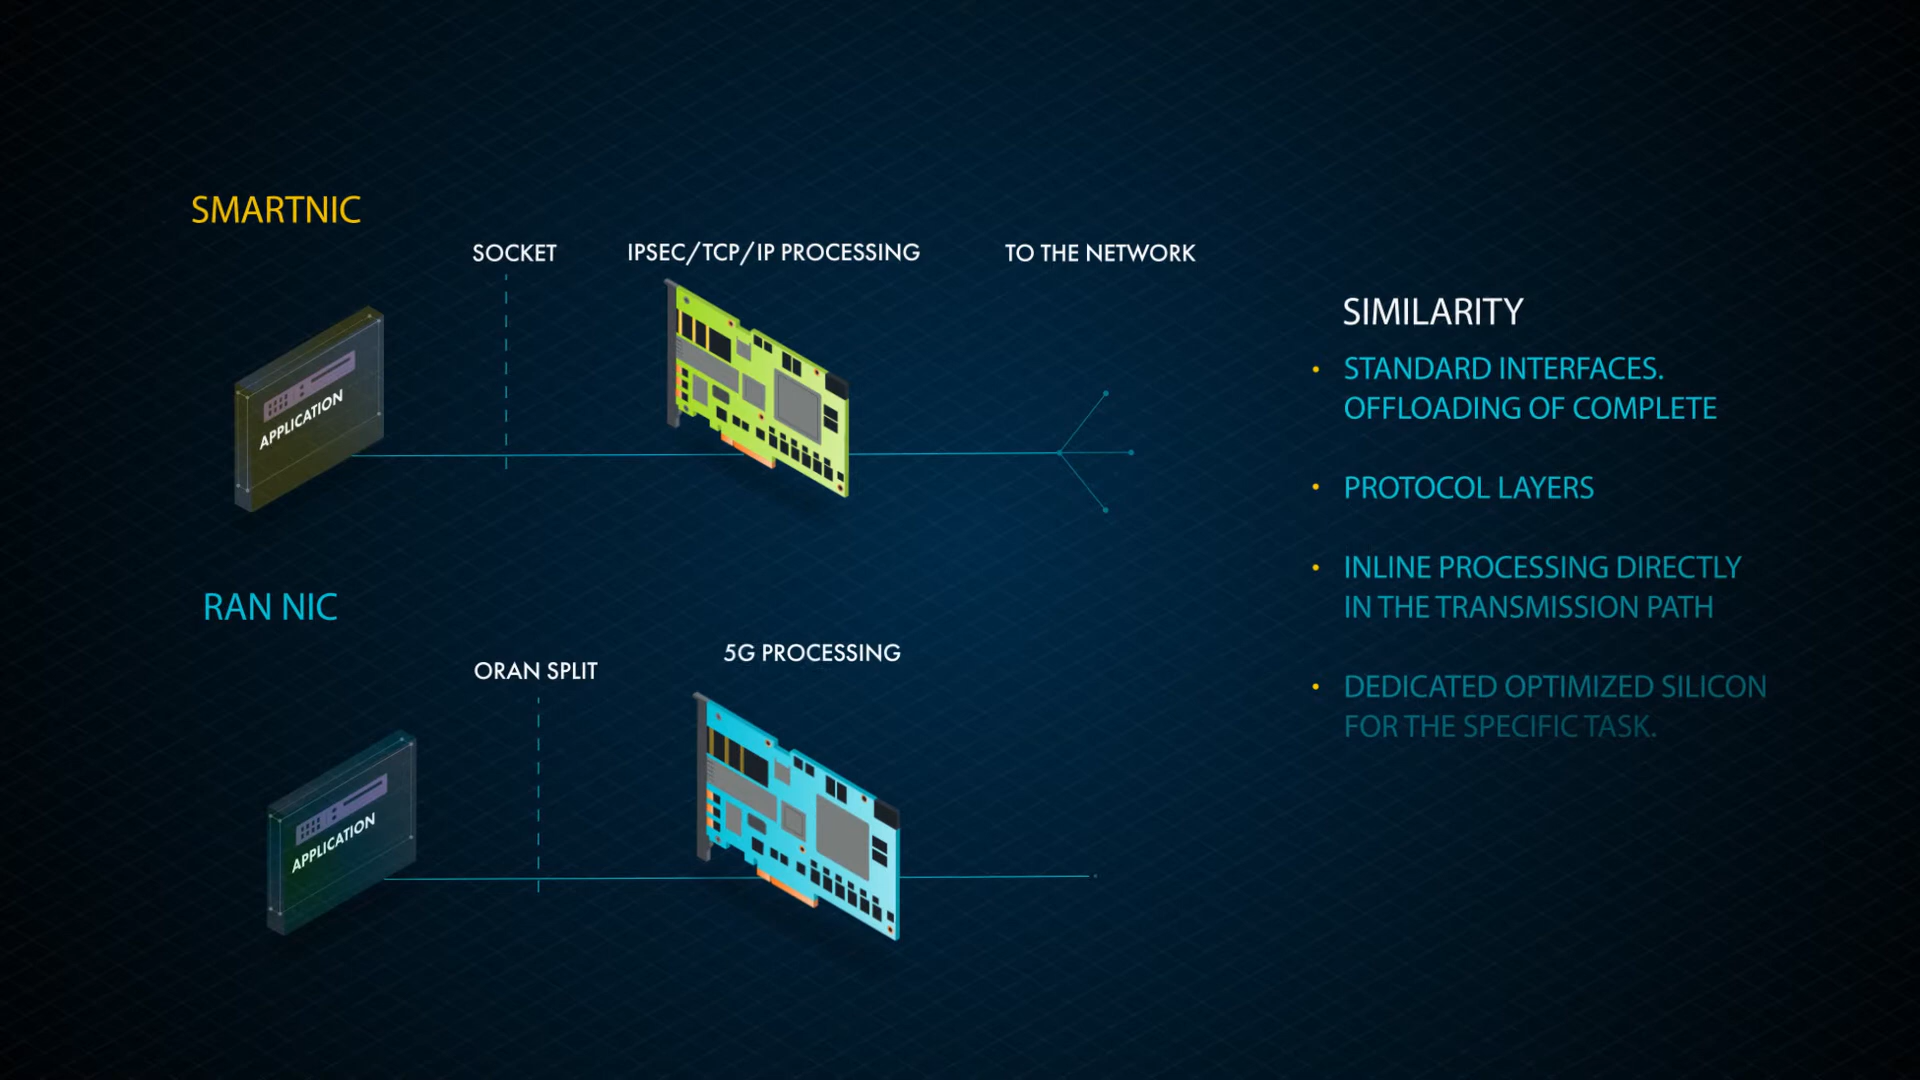 SMARTNIC
SOCKET
IPSEC/TCP/IP PROCESSING
TO THE NETWORK
APPLICATION
RAN NIC
ORAN SPLIT
5G PROCESSING
APPLICATION
SIMILARITY
• STANDARD INTERFACES.
OFFLOADING OF COMPLETE
• PROTOCOL LAYERS
• INLINE PROCESSING DIRECTLY
IN THE TRANSMISSION PATH
• DEDICATED OPTIMIZED SILICON
FOR THE SPECIFIC TASK.